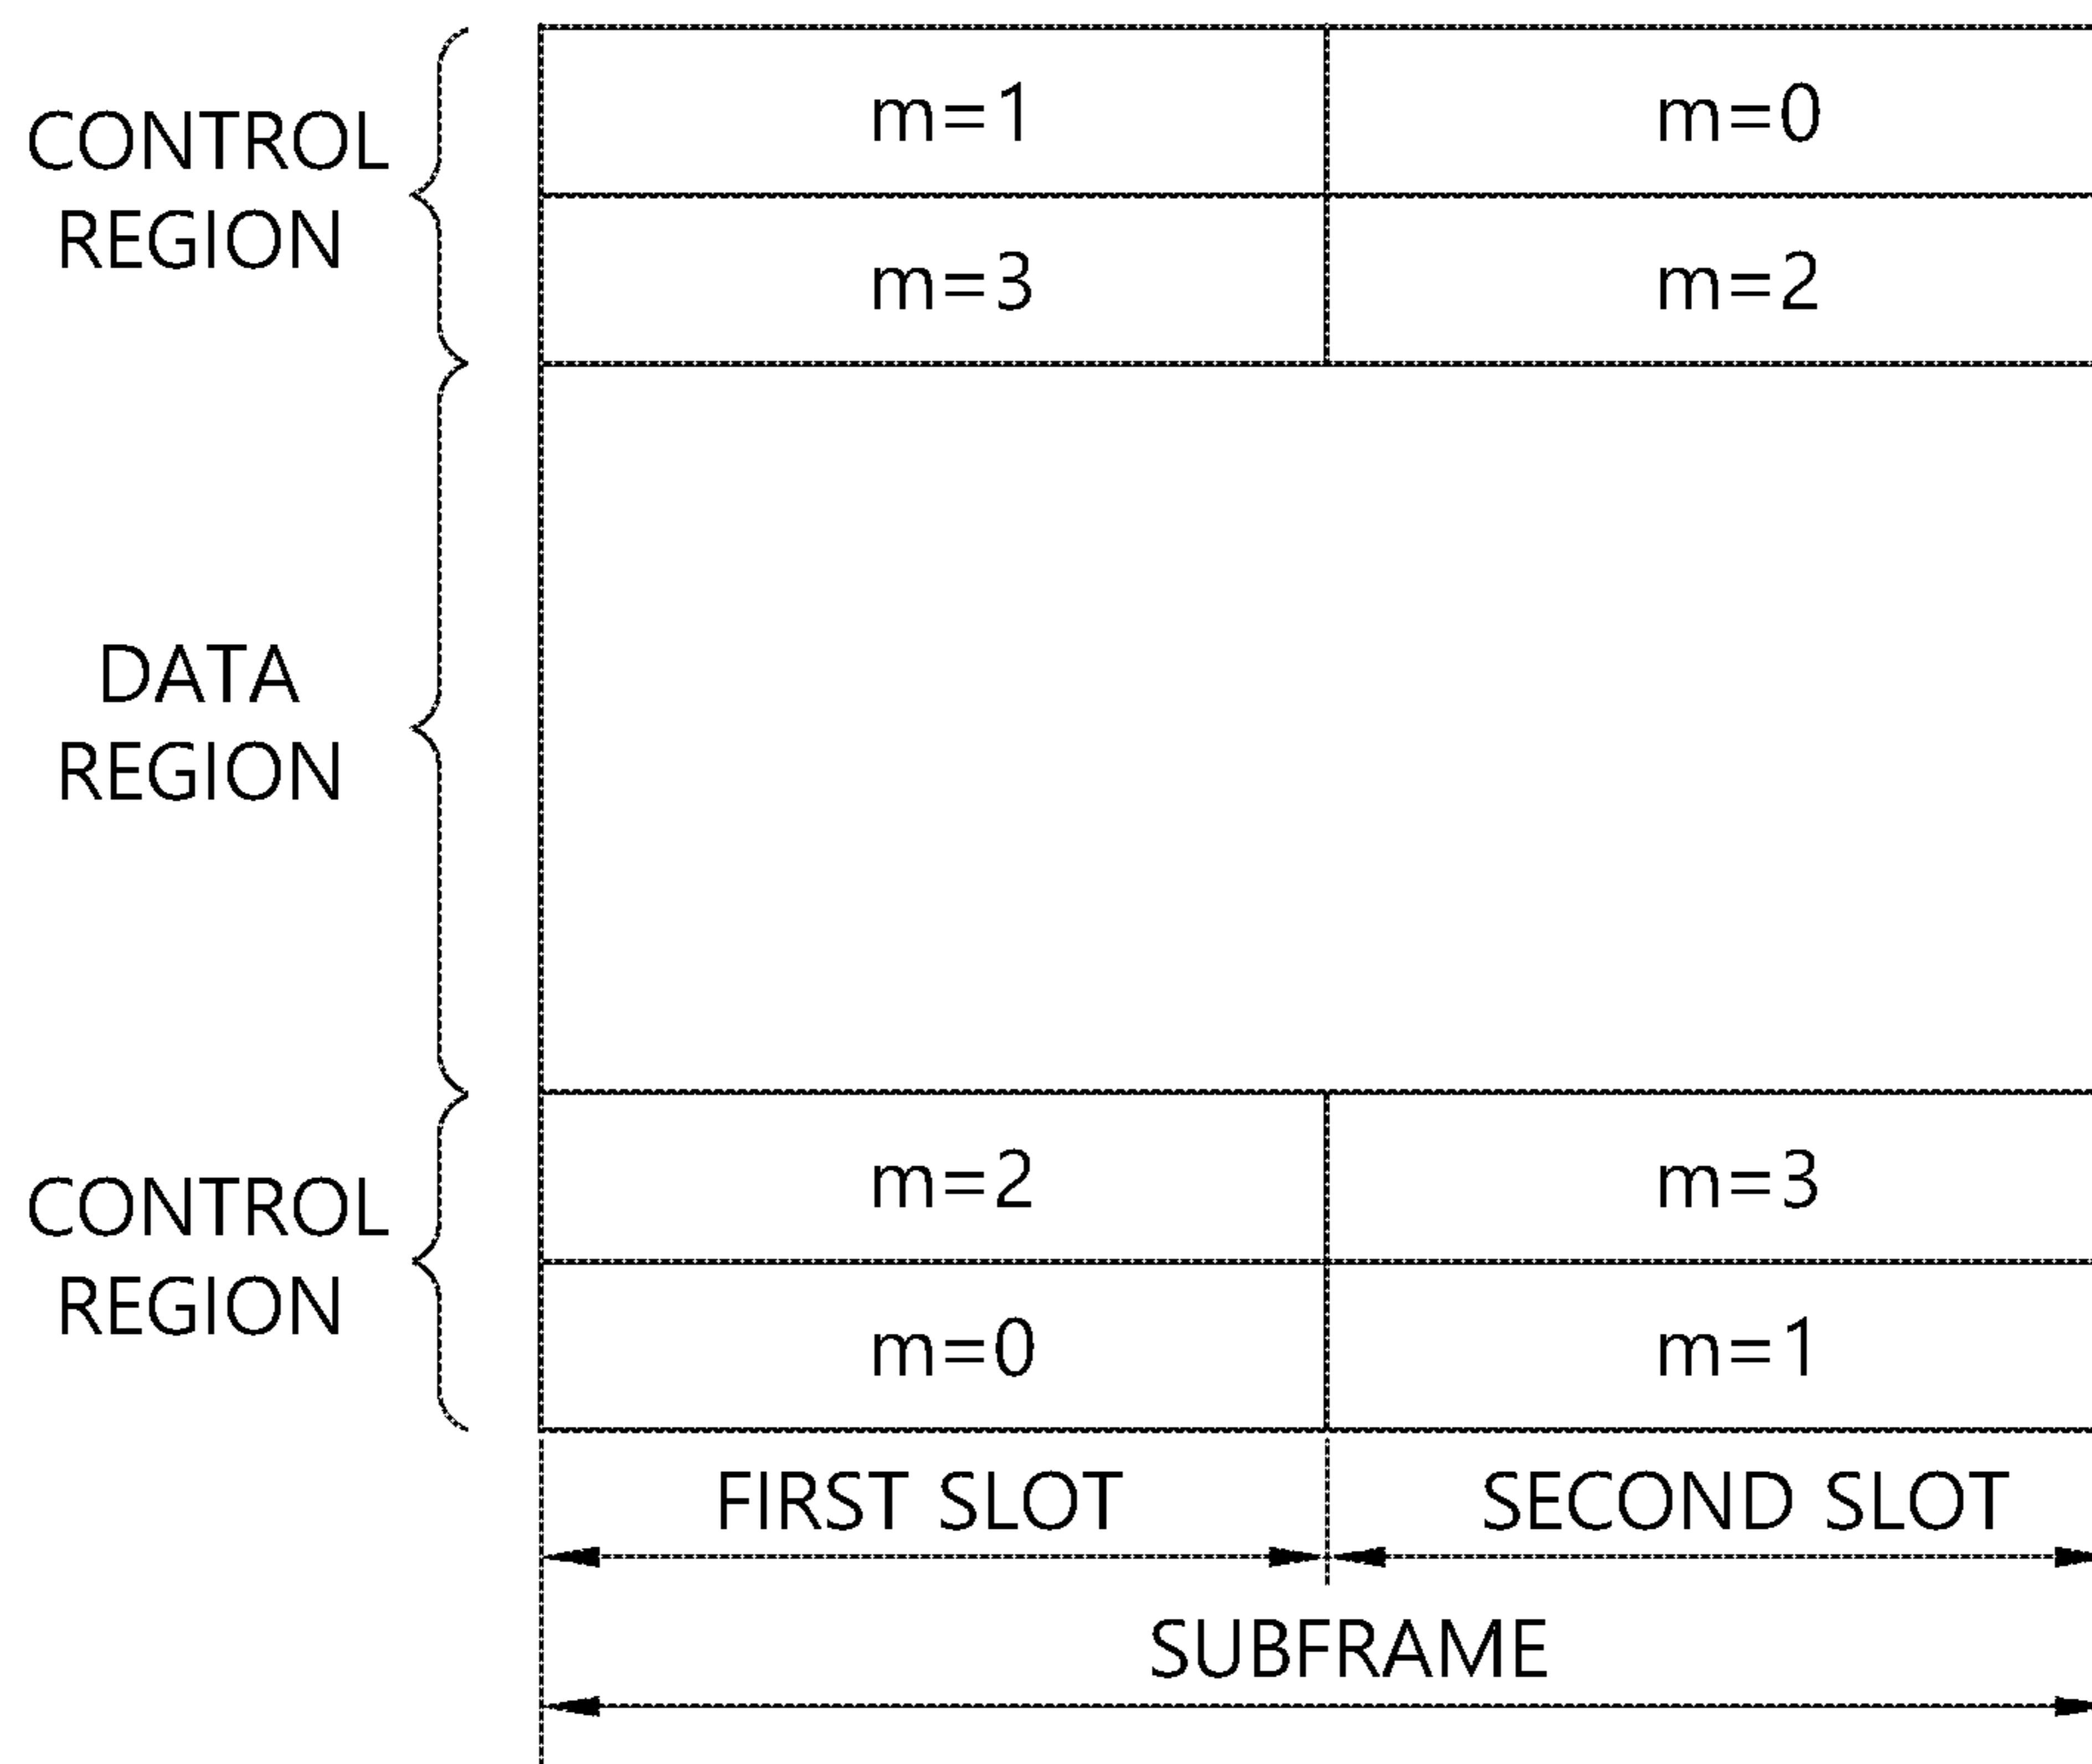 CONTROL
REGION
m=1
m=0
m=3
m=2
DATA
REGION
CONTROL
REGION
m=2
m=3
m=0
m=1
FIRST SLOT
SECOND SLOT
SUBFRAME